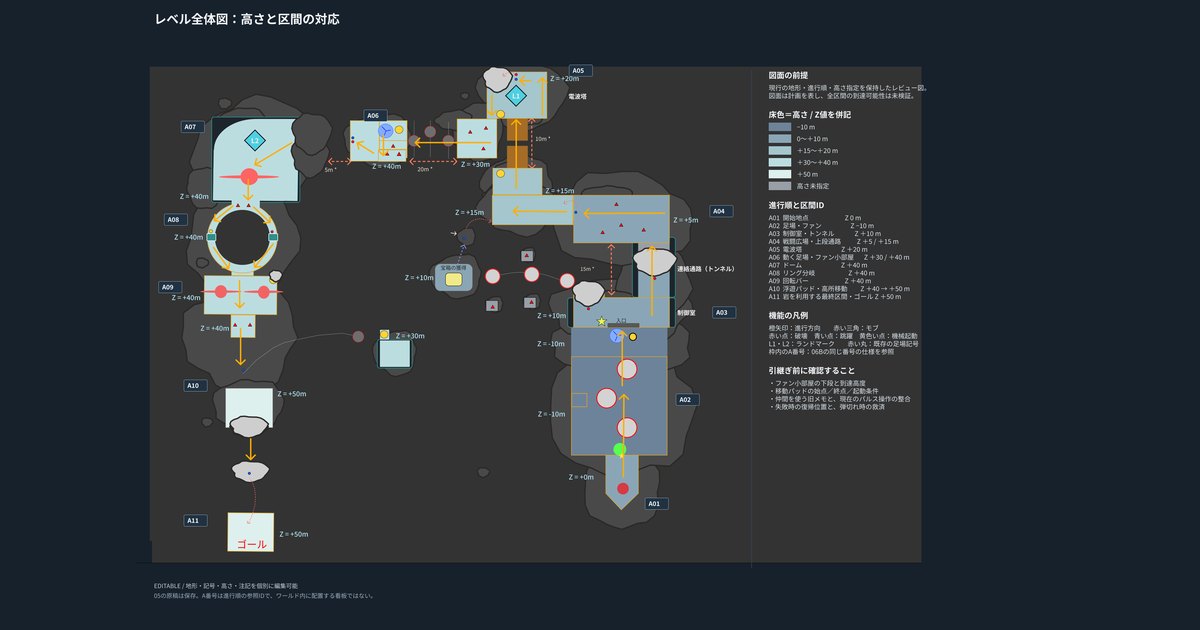 レベル全体図：高さと区間の対応
A05
Z = +20m
電波塔
L1
A06
A07
L2
10m *
Z = +30m
Z = +40m
5m *
20m *
Z = +40m
Z = +15m
A08
Z = +15m
A04
Z = +5m
Z = +40m
宝箱の獲得
Z = +10m
15m *
連絡通路（トンネル）
A09
Z = +40m
Z = +10m
入口
制御室
A03
Z = +40m
Z = +30m
Z = -10m
A10
Z = +50m
A02
Z = -10m
Z = +0m
A01
A11
ゴール
Z = +50m
図面の前提
現行の地形・進行順・高さ指定を保持したレビュー図。
図面は計画を表し、全区間の到達可能性は未検証。
床色＝高さ / Z値を併記
−10 m
0〜＋10 m
＋15〜＋20 m
＋30〜＋40 m
＋50 m
高さ未指定
進行順と区間ID
A01 開始地点 Z 0 m
A02 足場・ファン Z −10 m
A03 制御室・トンネル Z ＋10 m
A04 戦闘広場・上段通路 Z ＋5 / ＋15 m
A05 電波塔 Z ＋20 m
A06 動く足場・ファン小部屋 Z ＋30 / ＋40 m
A07 ドーム Z ＋40 m
A08 リング分岐 Z ＋40 m
A09 回転バー Z ＋40 m
A10 浮遊パッド・高所移動 Z ＋40 → ＋50 m
A11 岩を利用する最終区間・ゴール Z ＋50 m
機能の凡例
橙矢印：進行方向 赤い三角：モブ
赤い点：破壊 青い点：跳躍 黄色い点：機械起動
L1・L2：ランドマーク 赤い丸：既存の足場記号
枠内のA番号：06Bの同じ番号の仕様を参照
引継ぎ前に確認すること
・ファン小部屋の下段と到達高度
・移動パッドの始点／終点／起動条件
・仲間を使う旧メモと、現在のパルス操作の整合
・失敗時の復帰位置と、弾切れ時の救済
EDITABLE / 地形・記号・高さ・注記を個別に編集可能
05の原稿は保存。A番号は進行順の参照IDで、ワールド内に配置する看板ではない。